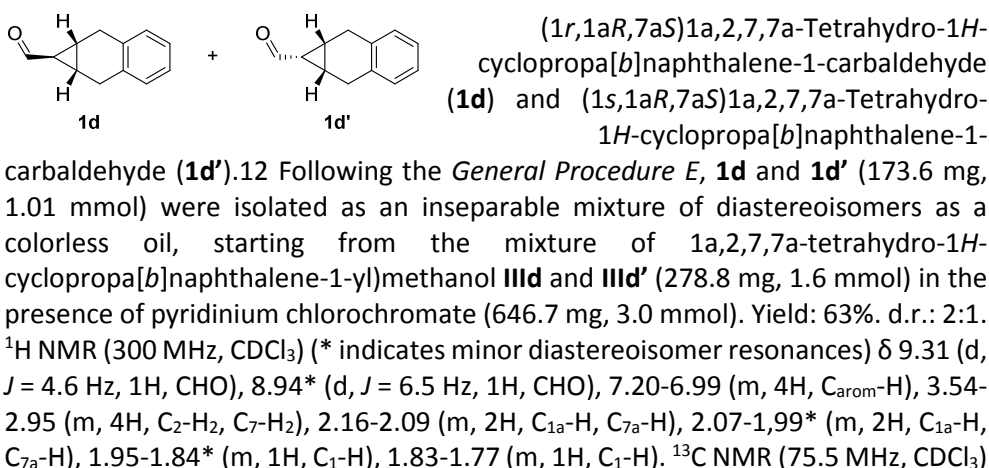 O
H
H
1d
+
O
H
H
1d'
(1r,1aR,7aS)1a,2,7,7a-Tetrahydro-1H-
cyclopropa[b]naphthalene-1-carbaldehyde
(1d) and (1s,1aR,7aS)1a,2,7,7a-Tetrahydro-
1H-cyclopropa[b]naphthalene-1-
carbaldehyde (1d’).12 Following the General Procedure E, 1d and 1d’ (173.6 mg,
1.01 mmol) were isolated as an inseparable mixture of diastereoisomers as a
colorless oil, starting from the mixture of 1a,2,7,7a-tetrahydro-1H-
cyclopropa[b]naphthalene-1-yl)methanol IIId and IIId’ (278.8 mg, 1.6 mmol) in the
presence of pyridinium chlorochromate (646.7 mg, 3.0 mmol). Yield: 63%. d.r.: 2:1.
¹H NMR (300 MHz, CDCl₃) (* indicates minor diastereoisomer resonances) δ 9.31 (d,
J = 4.6 Hz, 1H, CHO), 8.94* (d, J = 6.5 Hz, 1H, CHO), 7.20-6.99 (m, 4H, Cₐᵣₒₘ-H), 3.54-
2.95 (m, 4H, C₂-H₂, C₇-H₂), 2.16-2.09 (m, 2H, C₁ₐ-H, C₇ₐ-H), 2.07-1,99* (m, 2H, C₁ₐ-H,
C₇ₐ-H), 1.95-1.84* (m, 1H, C₁-H), 1.83-1.77 (m, 1H, C₁-H). ¹³C NMR (75.5 MHz, CDCl₃)